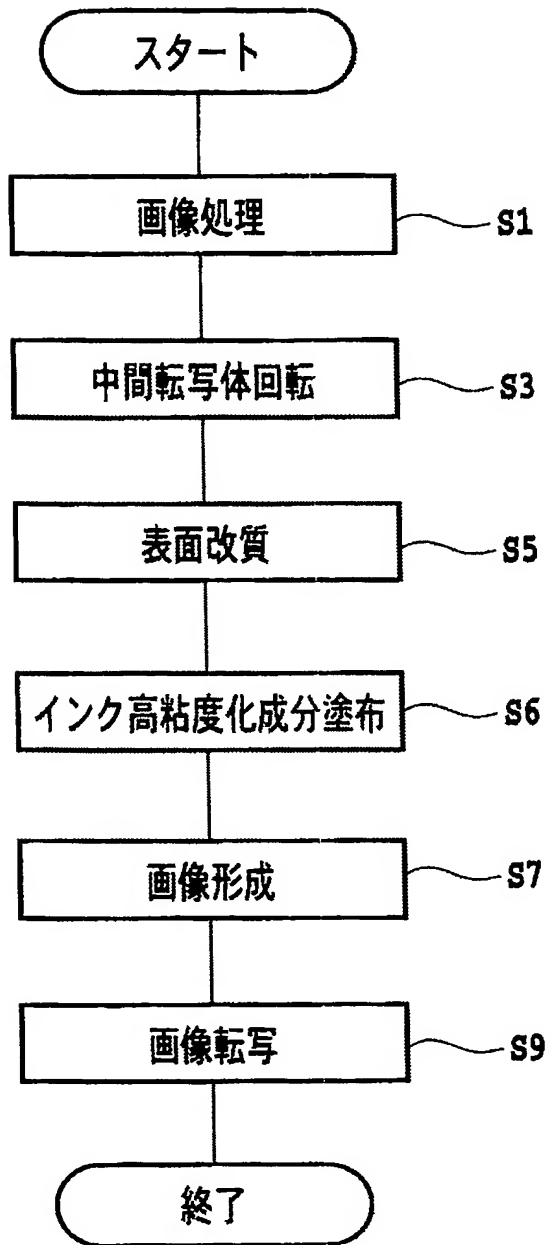 スタート
画像処理 S1
中間転写体回転 S3
表面改質 S5
インク高粘度化成分塗布 S6
画像形成 S7
画像転写 S9
終了